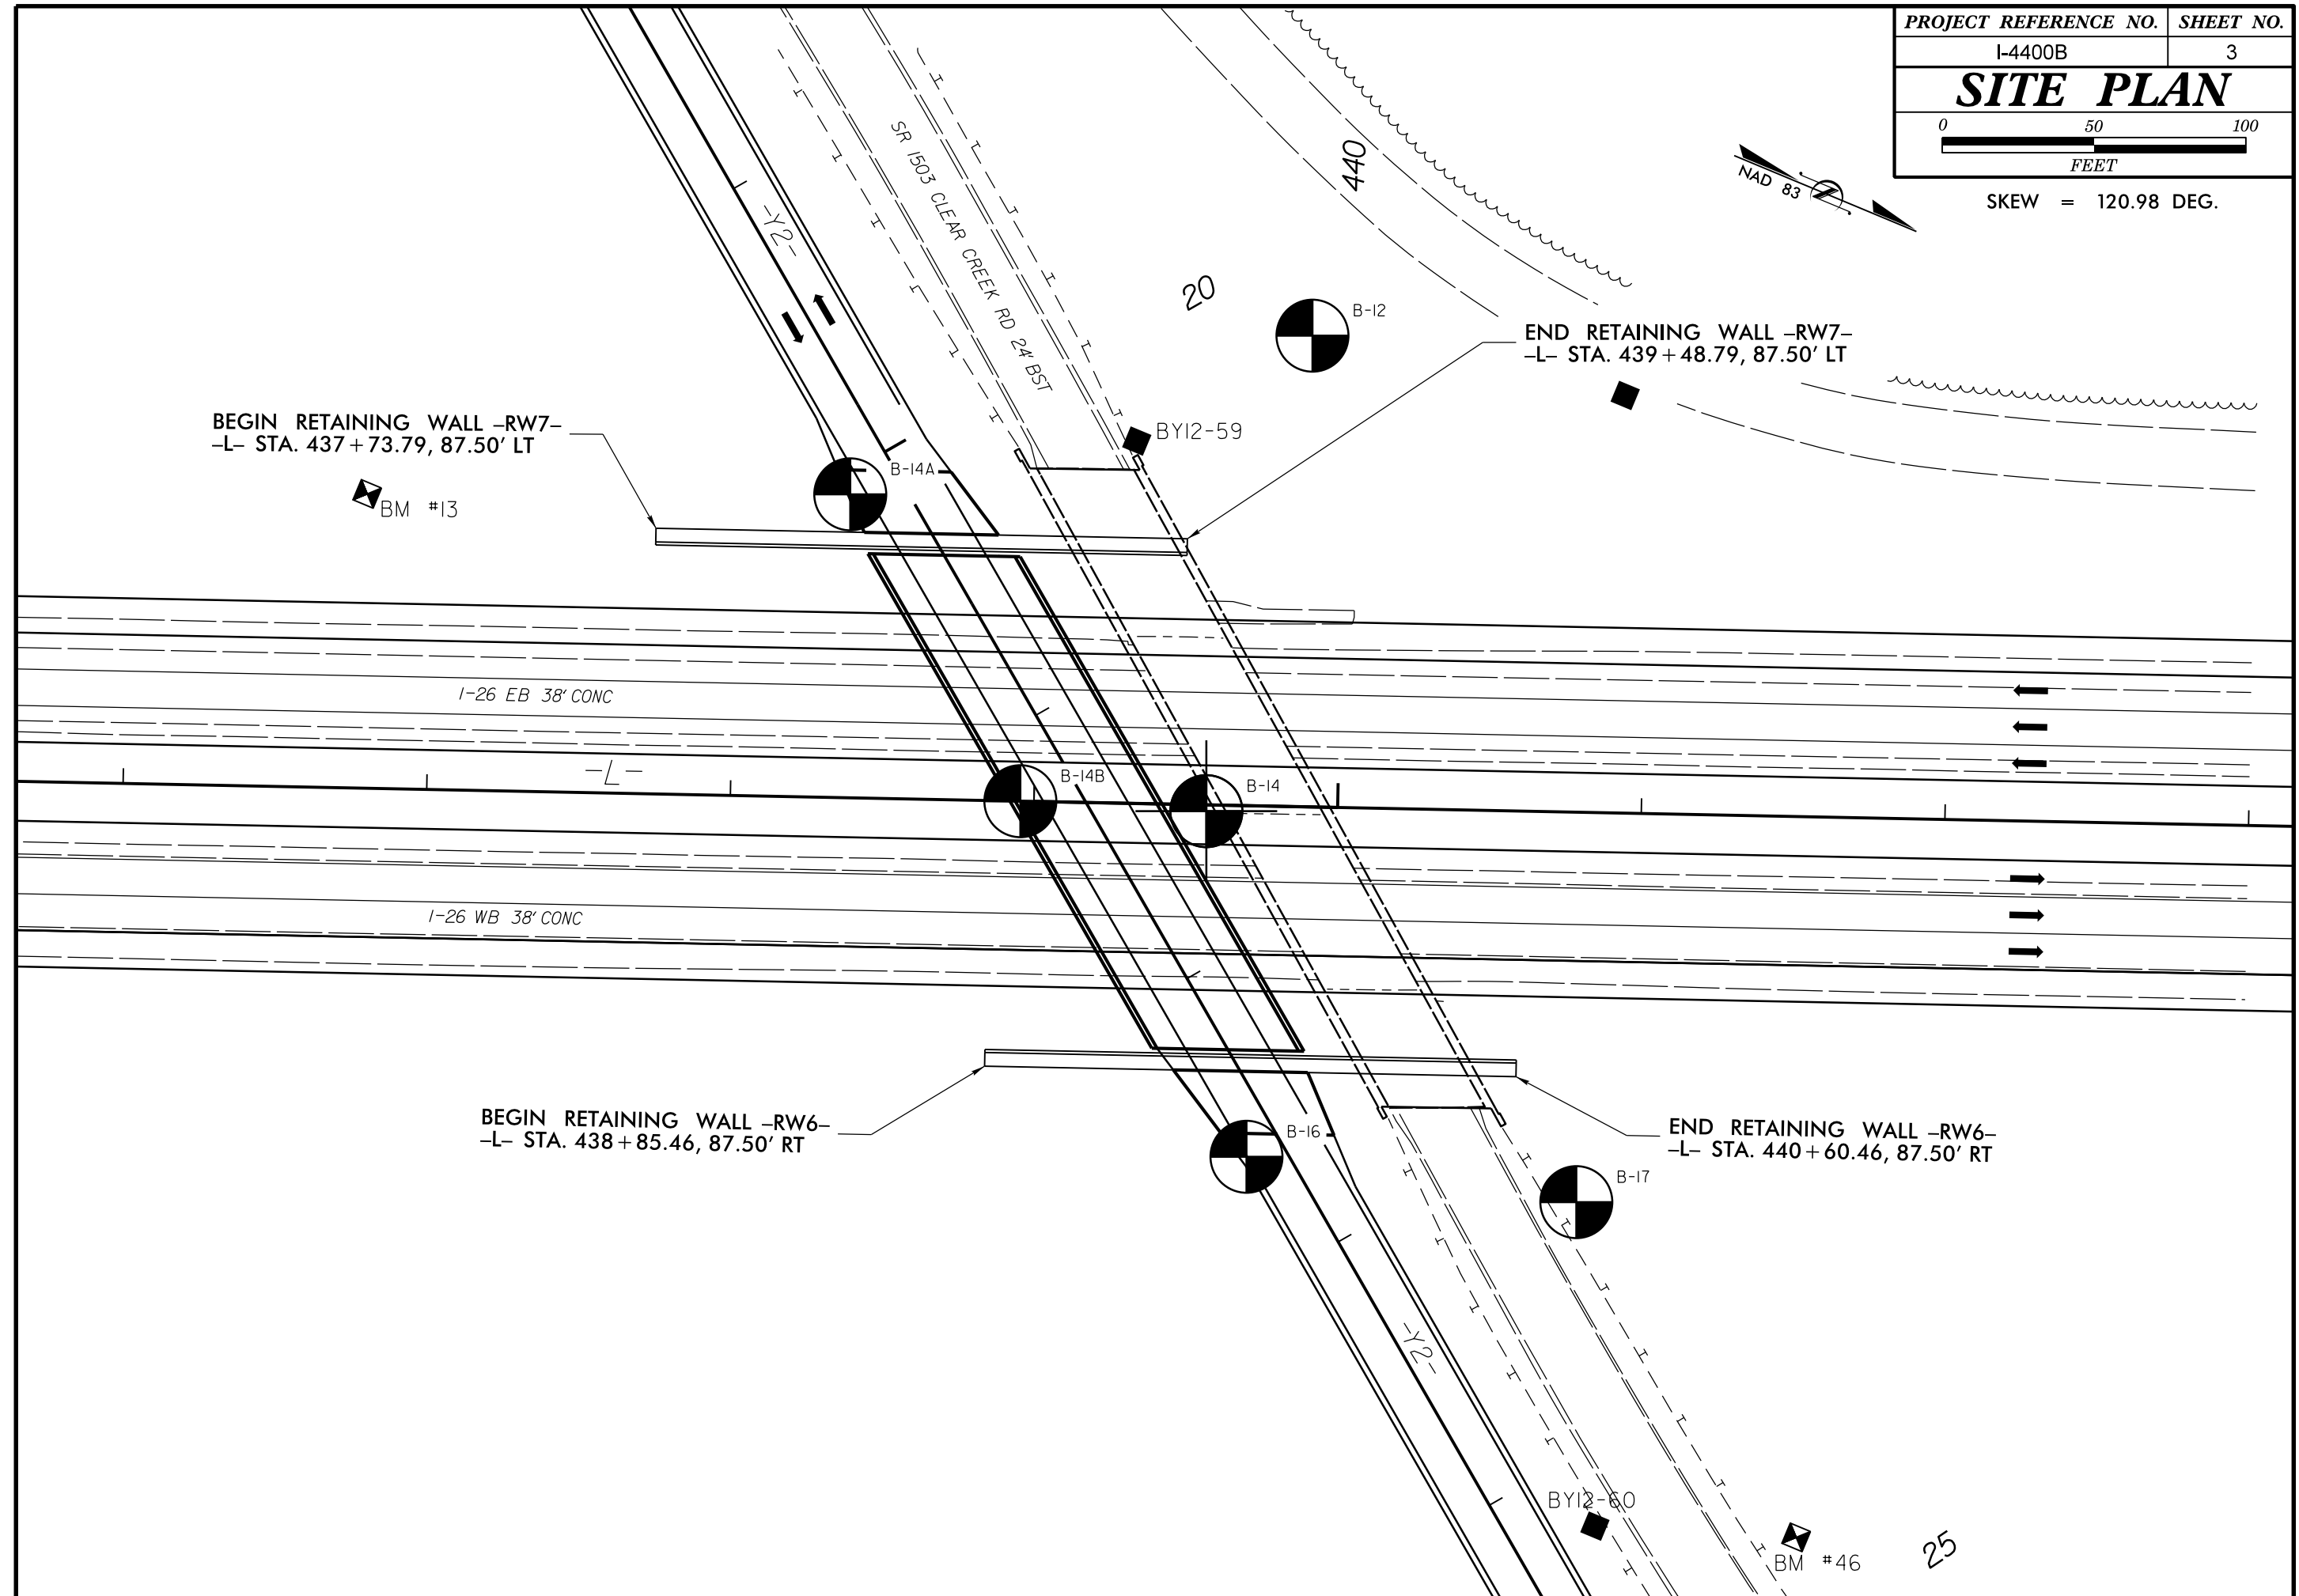 PROJECT REFERENCE NO. SHEET NO.
I-4400B 3
SITE PLAN
0 50 100
FEET
SKEW = 120.98 DEG.
NAD 83
440
20
SR 1503 CLEAR CREEK RD 24' BST
-Y2-
B-12
END RETAINING WALL -RW7-
-L- STA. 439+48.79, 87.50' LT
BEGIN RETAINING WALL -RW7-
-L- STA. 437+73.79, 87.50' LT
BY12-59
B-14A
BM #13
I-26 EB 38' CONC
-L-
B-14B
B-14
I-26 WB 38' CONC
BEGIN RETAINING WALL -RW6-
-L- STA. 438+85.46, 87.50' RT
B-16
END RETAINING WALL -RW6-
-L- STA. 440+60.46, 87.50' RT
B-17
-Y2-
BY12-60
BM #46
25